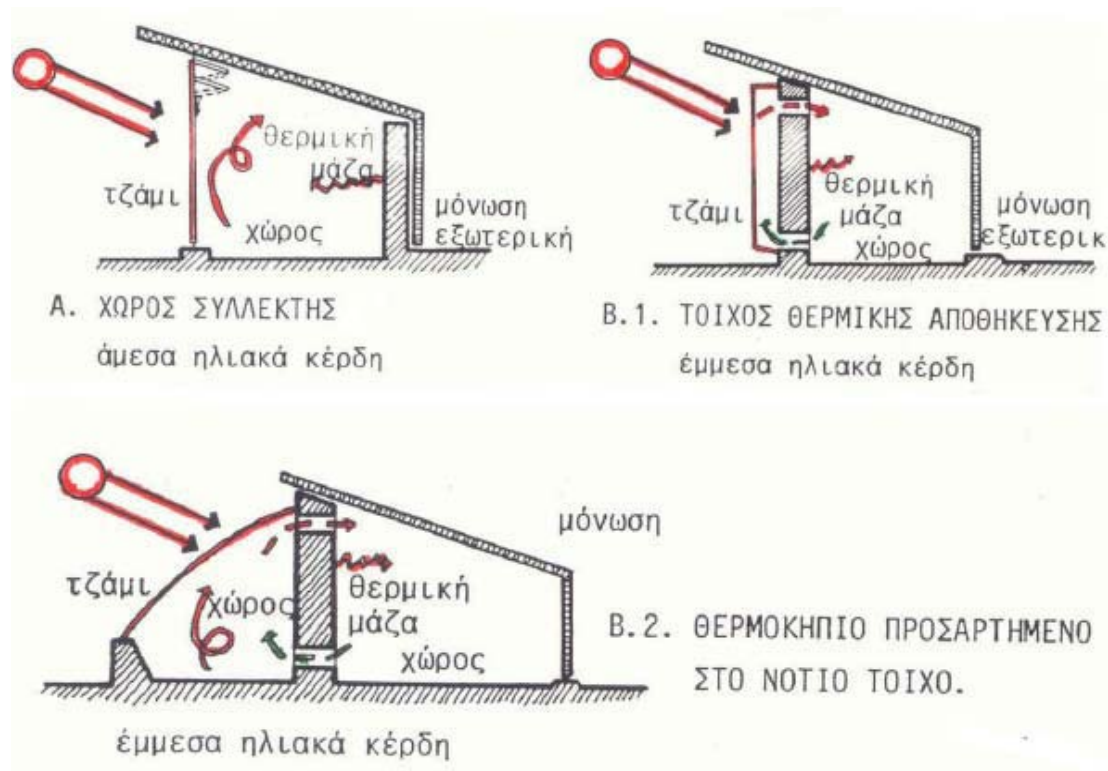 θερμική
μάζα
τζάμι
χώρος
μόνωση
εξωτερική
Α. ΧΩΡΟΣ ΣΥΛΛΕΚΤΗΣ
άμεσα ηλιακά κέρδη
θερμική
μάζα
τζάμι
χώρος
μόνωση
εξωτερικ
Β.1. ΤΟΙΧΟΣ ΘΕΡΜΙΚΗΣ ΑΠΟΘΗΚΕΥΣΗΣ
έμμεσα ηλιακά κέρδη
μόνωση
τζάμι
χώρος
θερμική
μάζα
χώρος
Β.2. ΘΕΡΜΟΚΗΠΙΟ ΠΡΟΣΑΡΤΗΜΕΝΟ
ΣΤΟ ΝΟΤΙΟ ΤΟΙΧΟ.
έμμεσα ηλιακά κέρδη